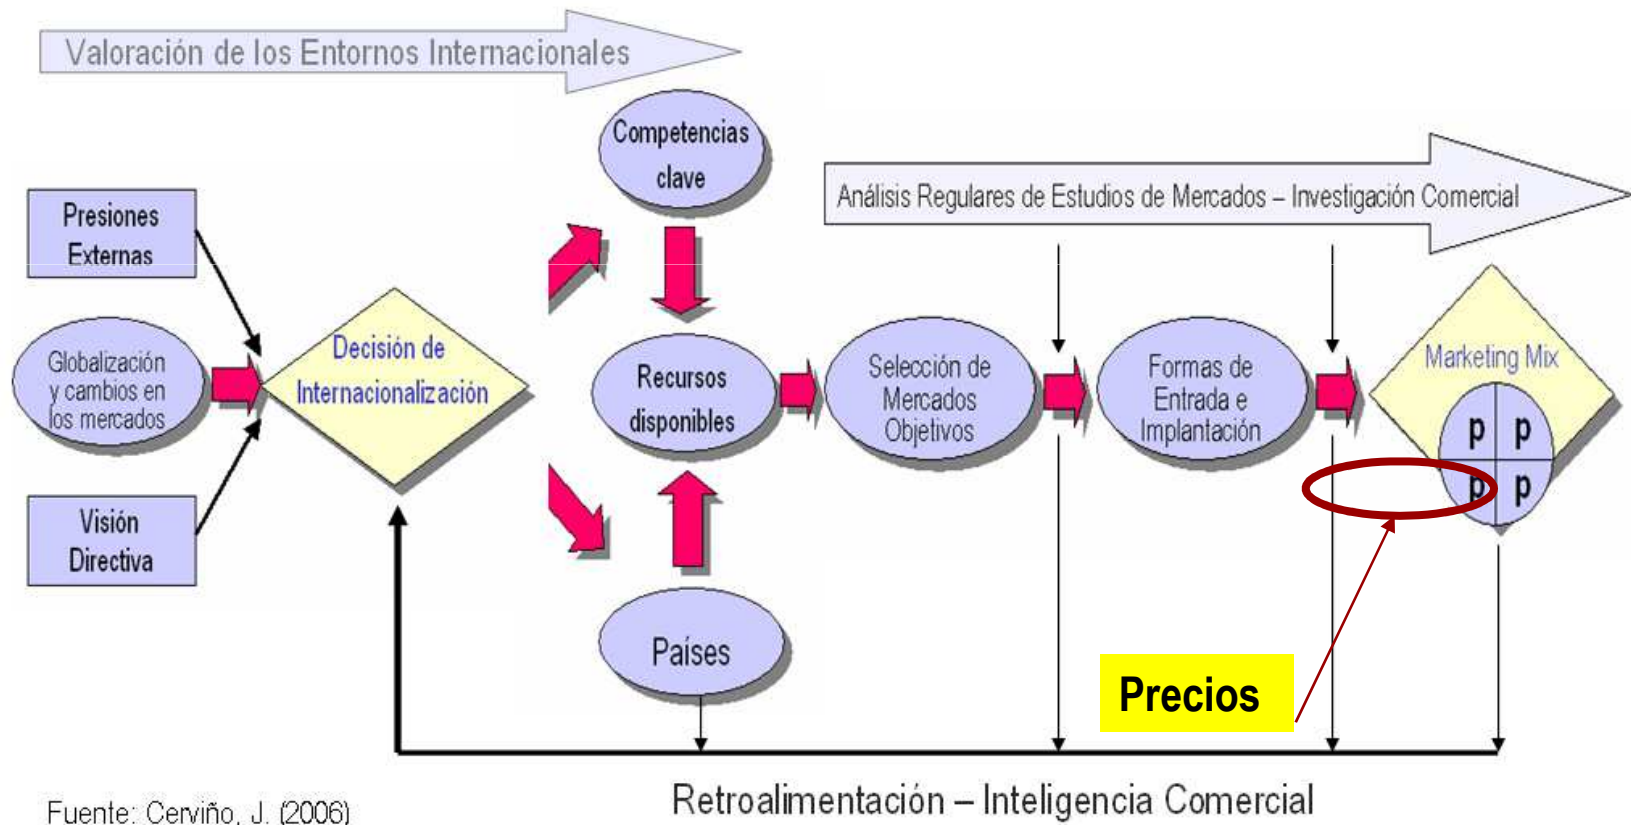 Valoración de los Entornos Internacionales
Competencias
clave
Análisis Regulares de Estudios de Mercados – Investigación Comercial
Presiones
Externas
Globalización
y cambios en
los mercados
Decisión de
Internacionalización
Visión
Directiva
Recursos
disponibles
Países
Selección de
Mercados
Objetivos
Formas de
Entrada e
Implantación
Marketing Mix
p p
p p
Precios
Retroalimentación – Inteligencia Comercial
Fuente: Cerviño, J. (2006)